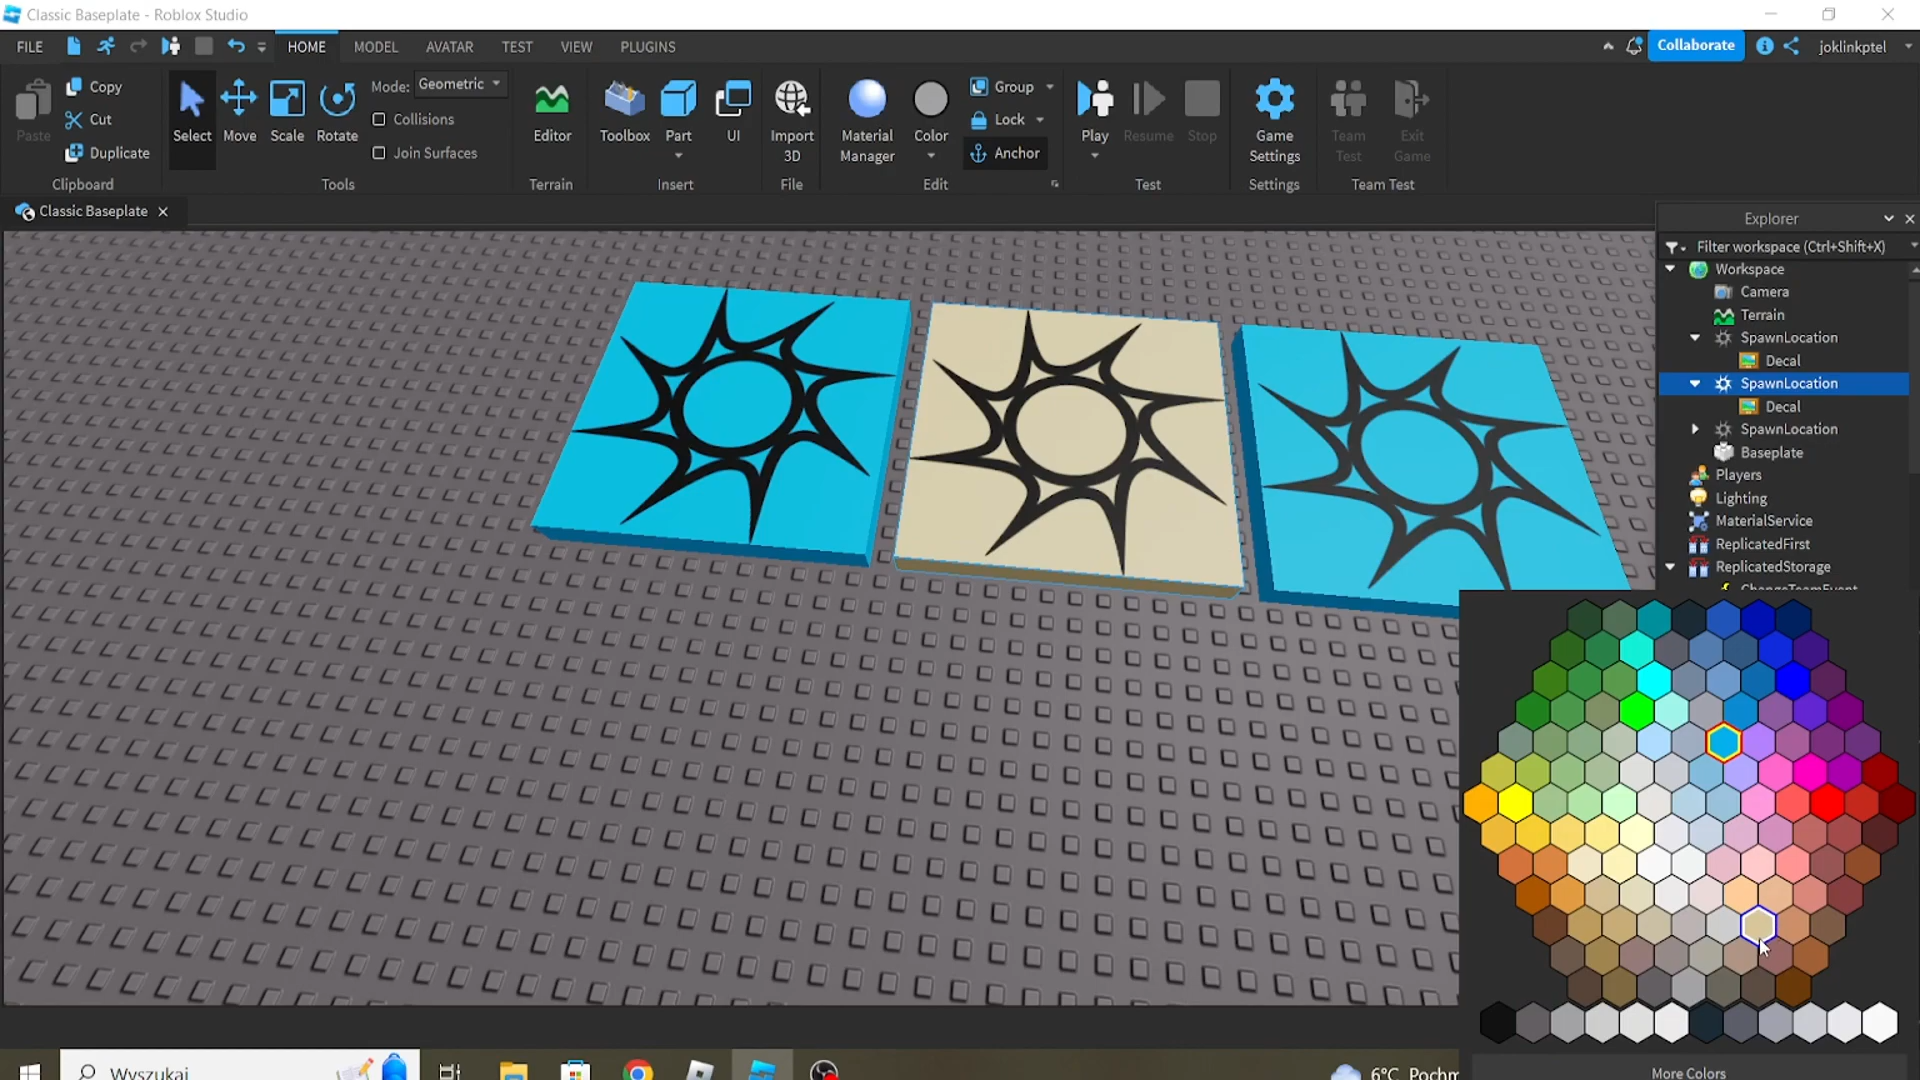 Classic Baseplate - Roblox Studio
FILE HOME MODEL AVATAR TEST VIEW PLUGINS Collaborate joklinkptel
Paste Copy Cut Duplicate
Clipboard
Select Move Scale Rotate
Mode: Geometric
Collisions
Join Surfaces
Tools
Editor
Terrain
Toolbox Part UI
Insert
Import 3D
File
Material Manager
Color
Group
Lock
Anchor
Edit
Play Resume Stop
Test
Game Settings
Settings
Team Test
Exit Game
Team Test
Classic Baseplate
Explorer
Filter workspace (Ctrl+Shift+X)
Workspace
Camera
Terrain
SpawnLocation
Decal
SpawnLocation
Decal
SpawnLocation
Baseplate
Players
Lighting
MaterialService
ReplicatedFirst
ReplicatedStorage
ChangeTeamEvent
More Colors
Wyszukaj
6°C Pochm